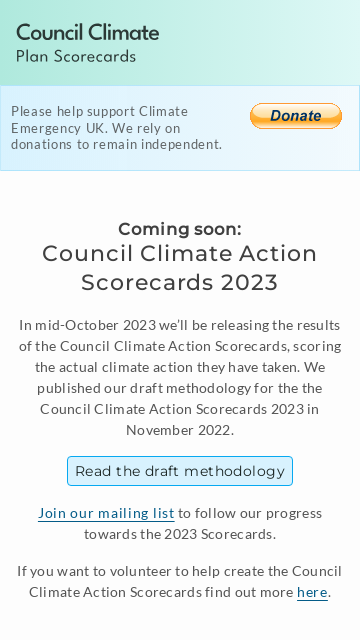 Council Climate
Plan Scorecards
Please help support Climate
Emergency UK. We rely on
donations to remain independent.
Donate
Coming soon:
Council Climate Action
Scorecards 2023
In mid-October 2023 we’ll be releasing the results
of the Council Climate Action Scorecards, scoring
the actual climate action they have taken. We
published our draft methodology for the the
Council Climate Action Scorecards 2023 in
November 2022.
Read the draft methodology
Join our mailing list to follow our progress
towards the 2023 Scorecards.
If you want to volunteer to help create the Council
Climate Action Scorecards find out more here.